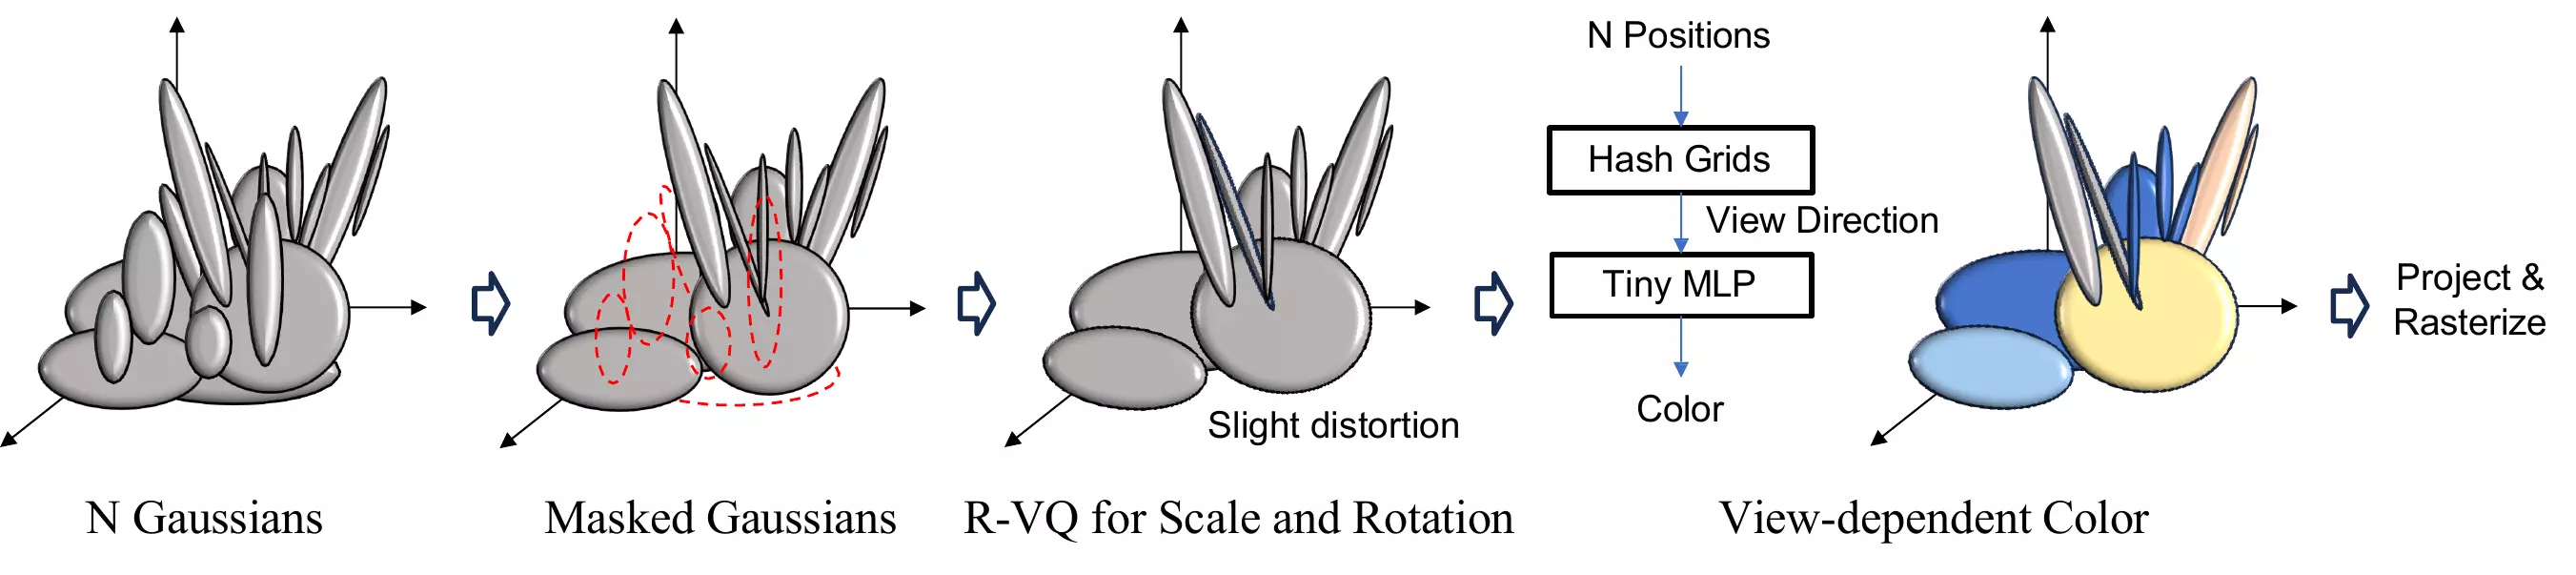 N Positions
Hash Grids
View Direction
Tiny MLP
Color
Slight distortion
Project &
Rasterize
N Gaussians
Masked Gaussians
R-VQ for Scale and Rotation
View-dependent Color